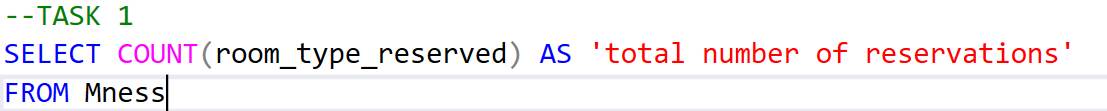 --TASK 1
SELECT COUNT(room_type_reserved) AS 'total number of reservations'
FROM Mness